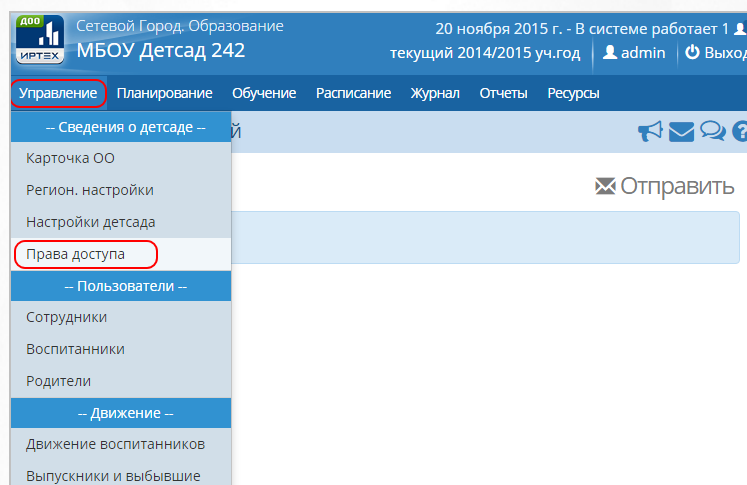 ДОО
ИРТЕХ
Сетевой Город. Образование
МБОУ Детсад 242
20 ноября 2015 г. - В системе работает 1
текущий 2014/2015 уч.год
admin
Выход
Управление Планирование Обучение Расписание Журнал Отчеты Ресурсы
-- Сведения о детсаде --
й
Карточка ОО
Регион. настройки
Отправить
Настройки детсада
Права доступа
-- Пользователи --
Сотрудники
Воспитанники
Родители
-- Движение --
Движение воспитанников
Выпускники и выбывшие